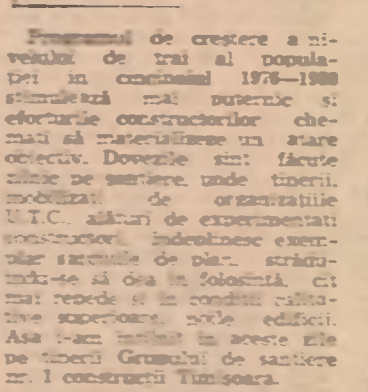 Programul de creștere a ni-
velului de trai al popula-
ției în cincinalul 1976—1980
stimulează mai puternic și
eforturile constructorilor che-
mați să materializeze un atare
obiectiv. Dovezile sînt făcute
zilnic pe șantiere, unde tinerii,
mobilizați de organizațiile
U.T.C., alături de experimentați
constructori, îndeplinesc exem-
plar sarcinile de plan, strădu-
indu-se să dea în folosință, cît
mai repede și în condiții calita-
tive superioare, noile edificii.
Așa i-am întîlnit în aceste zile
pe tinerii Grupului de șantiere
nr. 1 construcții Timișoara.